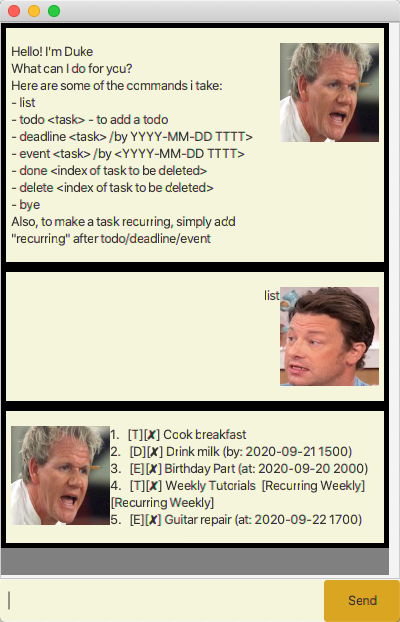 Hello! I'm Duke
What can I do for you?
Here are some of the commands i take:
- list
- todo <task> - to add a todo
- deadline <task> /by YYYY-MM-DD TTTT>
- event <task> /by <YYYY-MM-DD TTTT>
- done <index of task to be deleted>
- delete <index of task to be deleted>
- bye
Also, to make a task recurring, simply add
"recurring" after todo/deadline/event
list
1. [T][✘] Cook breakfast
2. [D][✘] Drink milk (by: 2020-09-21 1500)
3. [E][✘] Birthday Part (at: 2020-09-20 2000)
4. [T][✘] Weekly Tutorials [Recurring Weekly]
[Recurring Weekly]
5. [E][✘] Guitar repair (at: 2020-09-22 1700)
Send